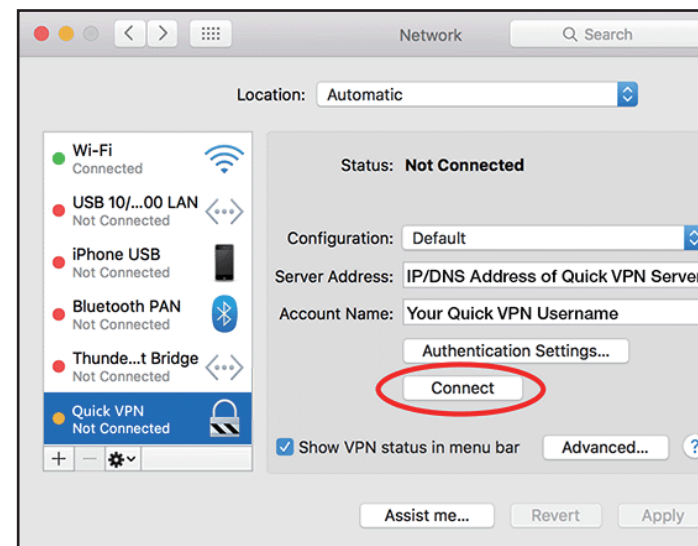 Network
Search
Location: Automatic
Wi-Fi
Connected
USB 10/...00 LAN
Not Connected
iPhone USB
Not Connected
Bluetooth PAN
Not Connected
Thunde...t Bridge
Not Connected
Quick VPN
Not Connected
Status: Not Connected
Configuration: Default
Server Address: IP/DNS Address of Quick VPN Server
Account Name: Your Quick VPN Username
Authentication Settings...
Connect
Show VPN status in menu bar
Advanced...
?
Assist me...
Revert
Apply